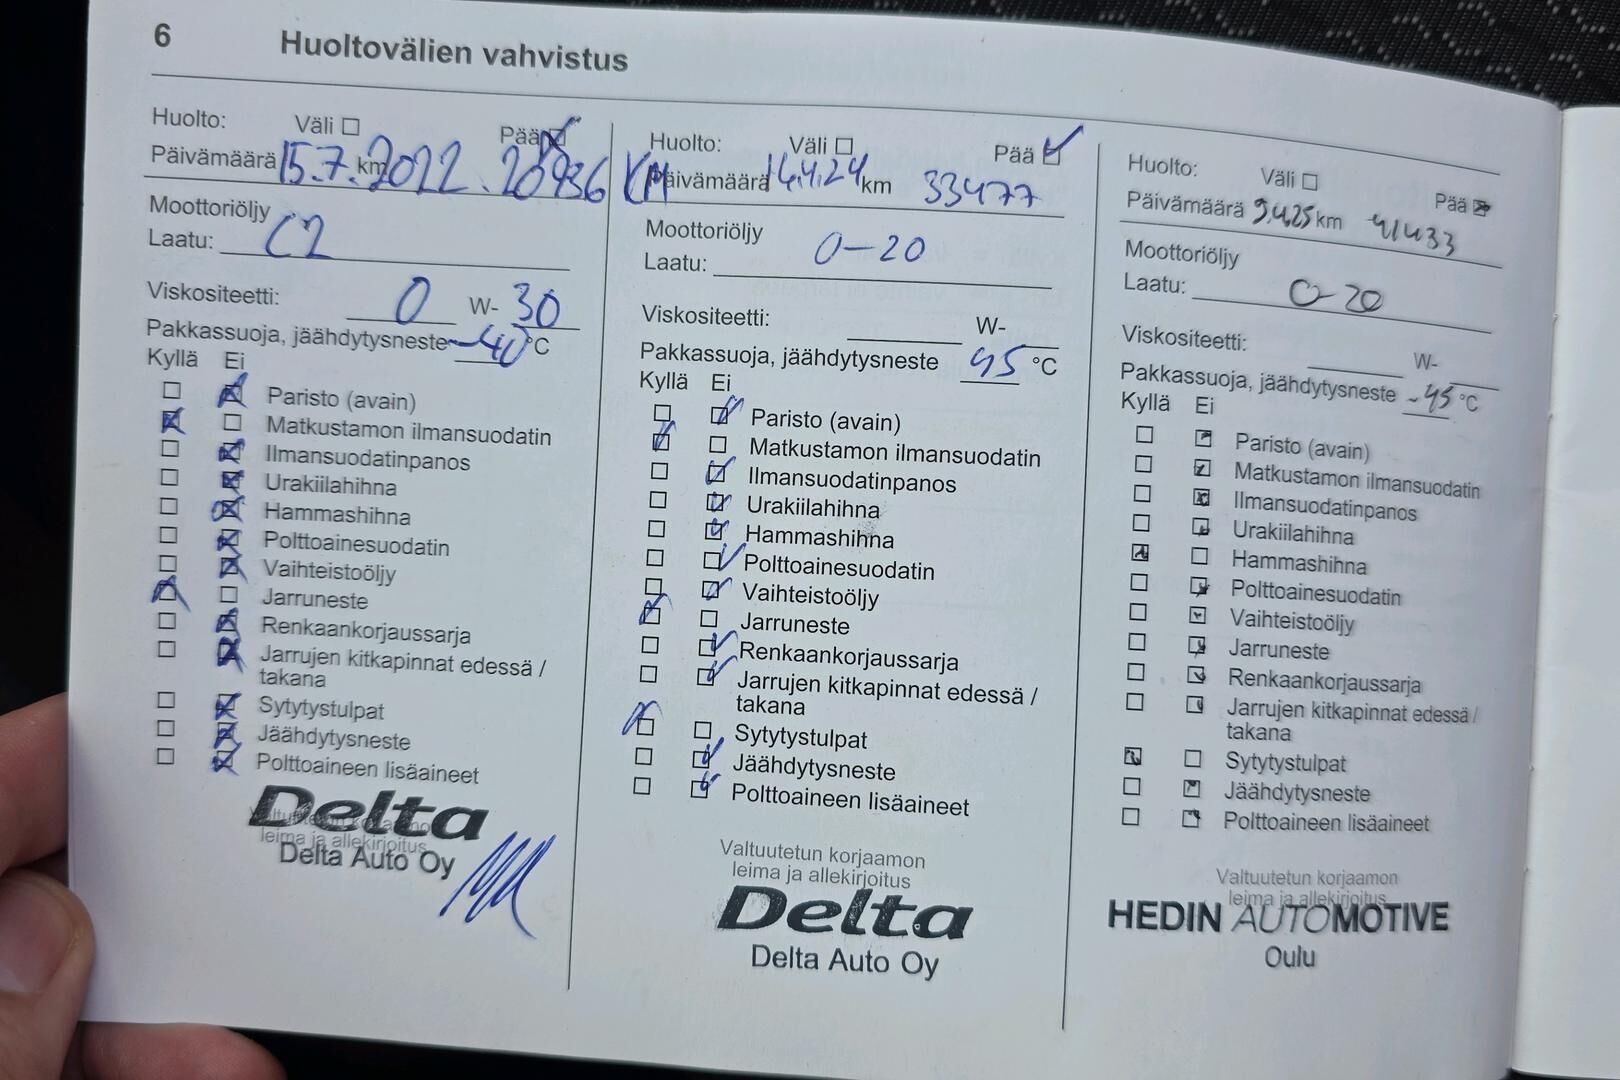 6 Huoltovälien vahvistus
Huolto: Väli Pää
Päivämäärä 15.7.2022 km 20936 KM
Moottoriöljy
Laatu: C2
Viskositeetti: 0 W- 30
Pakkassuoja, jäähdytysneste -40 °C
Kyllä Ei
Paristo (avain)
Matkustamon ilmansuodatin
Ilmansuodatinpanos
Urakiilahihna
Hammashihna
Polttoainesuodatin
Vaihteistoöljy
Jarruneste
Renkaankorjaussarja
Jarrujen kitkapinnat edessä /
takana
Sytytystulpat
Jäähdytysneste
Polttoaineen lisäaineet
Delta
Valtuutetun korjaamon
leima ja allekirjoitus
Delta Auto Oy
Huolto: Väli Pää
Päivämäärä 16.4.24 km 33477
Moottoriöljy
Laatu: 0-20
Viskositeetti: W-
Pakkassuoja, jäähdytysneste 45 °C
Kyllä Ei
Paristo (avain)
Matkustamon ilmansuodatin
Ilmansuodatinpanos
Urakiilahihna
Hammashihna
Polttoainesuodatin
Vaihteistoöljy
Jarruneste
Renkaankorjaussarja
Jarrujen kitkapinnat edessä /
takana
Sytytystulpat
Jäähdytysneste
Polttoaineen lisäaineet
Valtuutetun korjaamon
leima ja allekirjoitus
Delta
Delta Auto Oy
Huolto: Väli Pää
Päivämäärä 9.4.25 km 41433
Moottoriöljy
Laatu: 0-20
Viskositeetti: W-
Pakkassuoja, jäähdytysneste -45 °C
Kyllä Ei
Paristo (avain)
Matkustamon ilmansuodatin
Ilmansuodatinpanos
Urakiilahihna
Hammashihna
Polttoainesuodatin
Vaihteistoöljy
Jarruneste
Renkaankorjaussarja
Jarrujen kitkapinnat edessä /
takana
Sytytystulpat
Jäähdytysneste
Polttoaineen lisäaineet
Valtuutetun korjaamon
leima ja allekirjoitus
HEDIN AUTOMOTIVE
Oulu